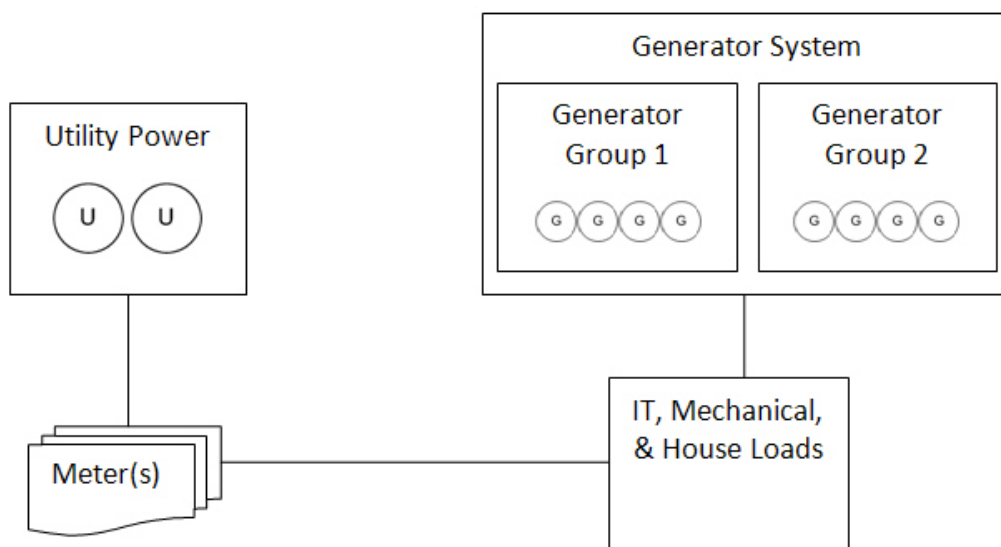 Generator System
Generator
Group 1
Generator
Group 2
Utility Power
U U
G G G G
G G G G
IT, Mechanical,
& House Loads
Meter(s)